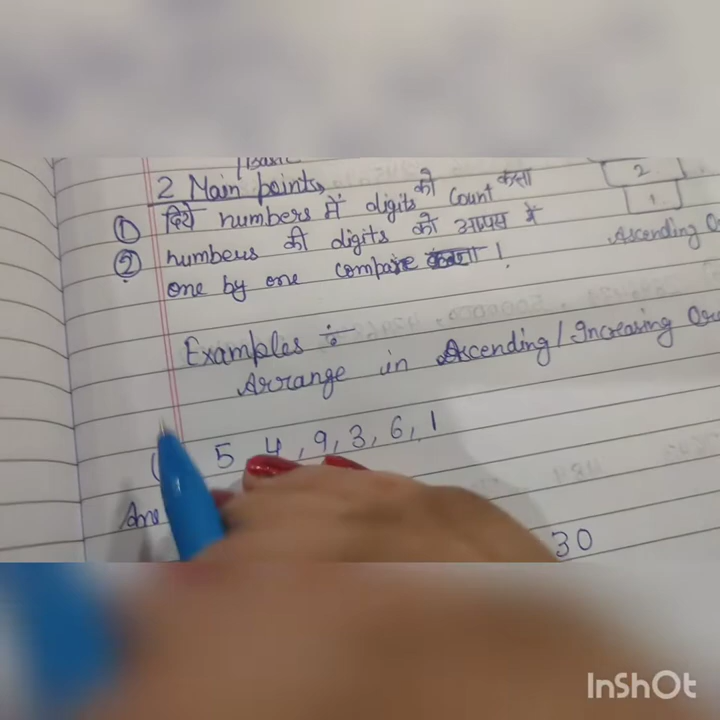 2 Main points
① दिये numbers में digits को count करना
② numbers की digits को आपस में
one by one compare करना।
2
1
Ascending
Examples ÷
Arrange in Ascending/Increasing
5, 4, 9, 3, 6, 1
Ans
30
InShOt